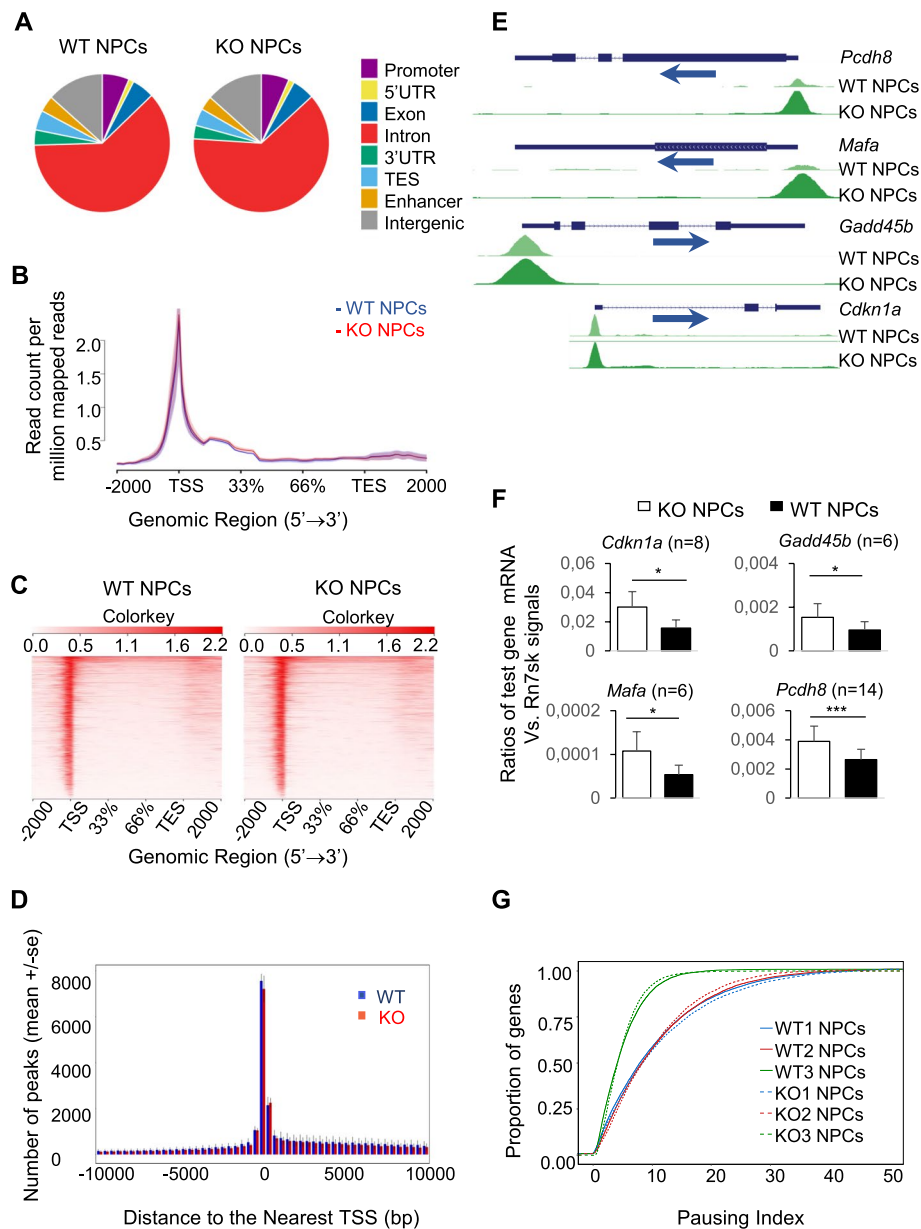 A
WT NPCs
KO NPCs
Promoter
5'UTR
Exon
Intron
3'UTR
TES
Enhancer
Intergenic
B
- WT NPCs
- KO NPCs
Read count per
million mapped reads
2.0
1.5
1.0
0.5
-2000 TSS 33% 66% TES 2000
Genomic Region (5'→3')
C
WT NPCs
KO NPCs
Colorkey
Colorkey
0.0 0.5 1.1 1.6 2.2
0.0 0.5 1.1 1.6 2.2
-2000 TSS 33% 66% TES 2000
-2000 TSS 33% 66% TES 2000
Genomic Region (5'→3')
D
Number of peaks (mean +/-se)
8000
6000
4000
2000
0
WT
KO
-10000 -5000 0 5000 10000
Distance to the Nearest TSS (bp)
E
Pcdh8
WT NPCs
KO NPCs
Mafa
WT NPCs
KO NPCs
Gadd45b
WT NPCs
KO NPCs
Cdkn1a
WT NPCs
KO NPCs
F
KO NPCs
WT NPCs
Ratios of test gene mRNA
Vs. Rn7sk signals
Cdkn1a (n=8)
0,06
0,04
0,02
0
*
Gadd45b (n=6)
0,004
0,002
0
*
Mafa (n=6)
0,0002
0,0001
0
*
Pcdh8 (n=14)
0,006
0,004
0,002
0
***
G
Proportion of genes
1.00
0.75
0.50
0.25
0.00
WT1 NPCs
WT2 NPCs
WT3 NPCs
KO1 NPCs
KO2 NPCs
KO3 NPCs
0 10 20 30 40 50
Pausing Index